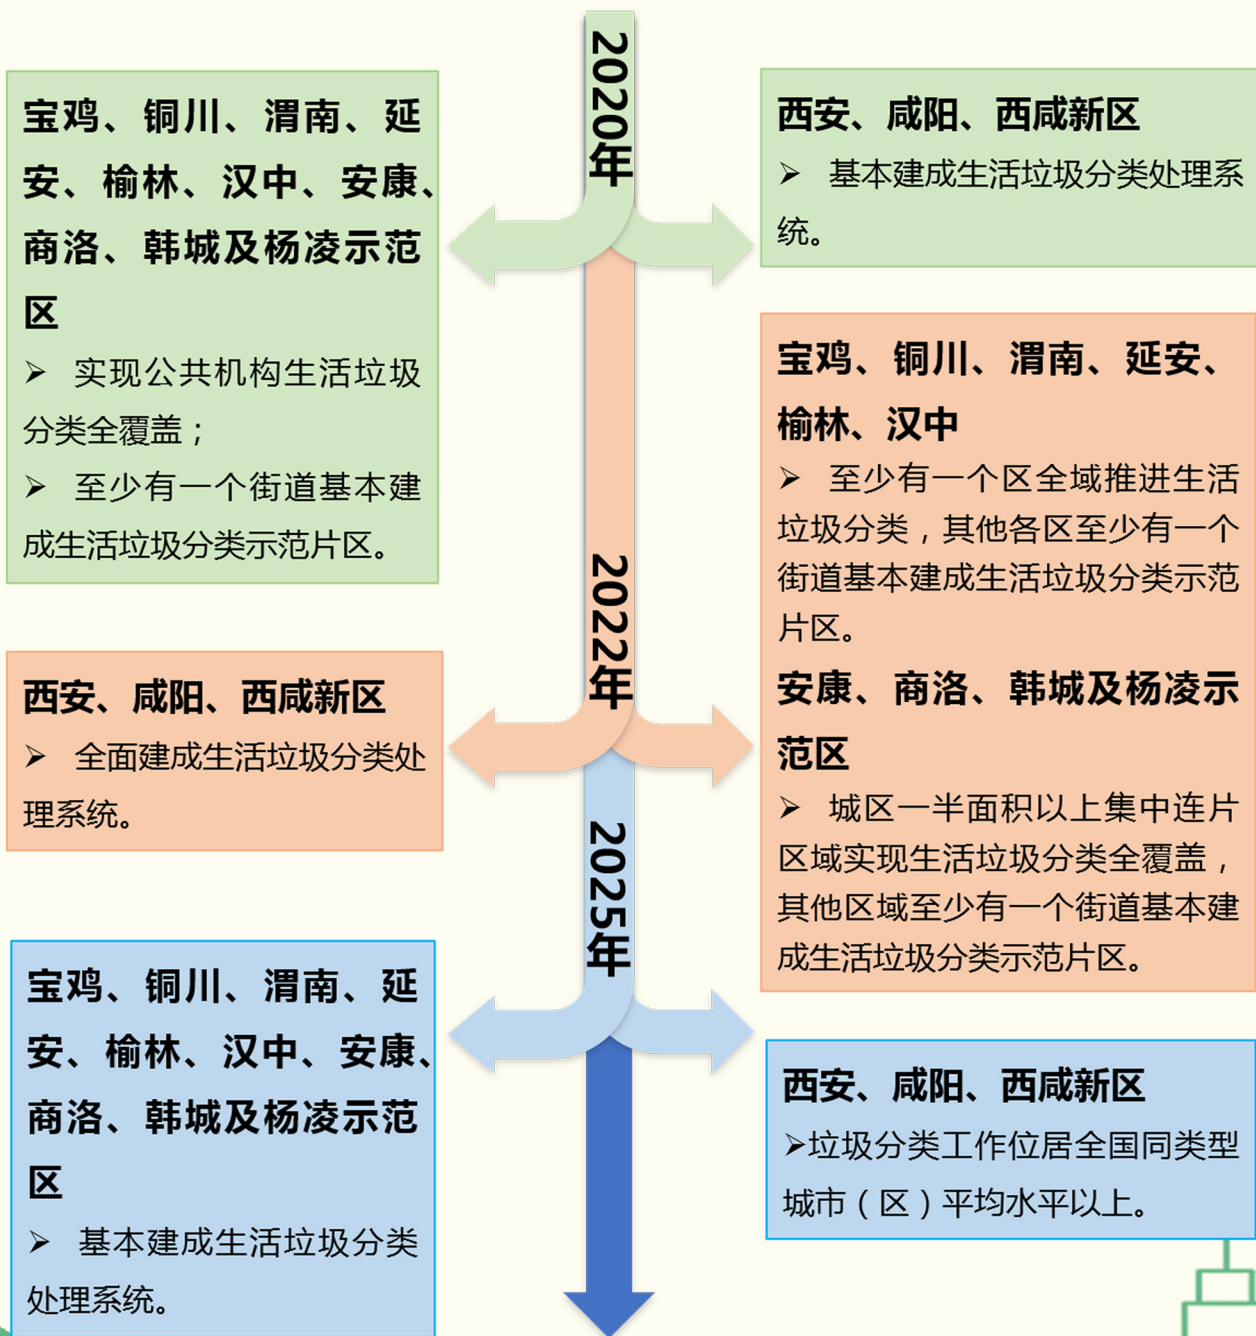 2020年
宝鸡、铜川、渭南、延
安、榆林、汉中、安康、
商洛、韩城及杨凌示范
区
➢ 实现公共机构生活垃圾
分类全覆盖；
➢ 至少有一个街道基本建
成生活垃圾分类示范片区。
西安、咸阳、西咸新区
➢ 基本建成生活垃圾分类处理系
统。
2022年
西安、咸阳、西咸新区
➢ 全面建成生活垃圾分类处
理系统。
宝鸡、铜川、渭南、延安、
榆林、汉中
➢ 至少有一个区全域推进生活
垃圾分类，其他各区至少有一个
街道基本建成生活垃圾分类示范
片区。
安康、商洛、韩城及杨凌示
范区
➢ 城区一半面积以上集中连片
区域实现生活垃圾分类全覆盖，
其他区域至少有一个街道基本建
成生活垃圾分类示范片区。
2025年
宝鸡、铜川、渭南、延
安、榆林、汉中、安康、
商洛、韩城及杨凌示范
区
➢ 基本建成生活垃圾分类
处理系统。
西安、咸阳、西咸新区
➢垃圾分类工作位居全国同类型
城市（区）平均水平以上。